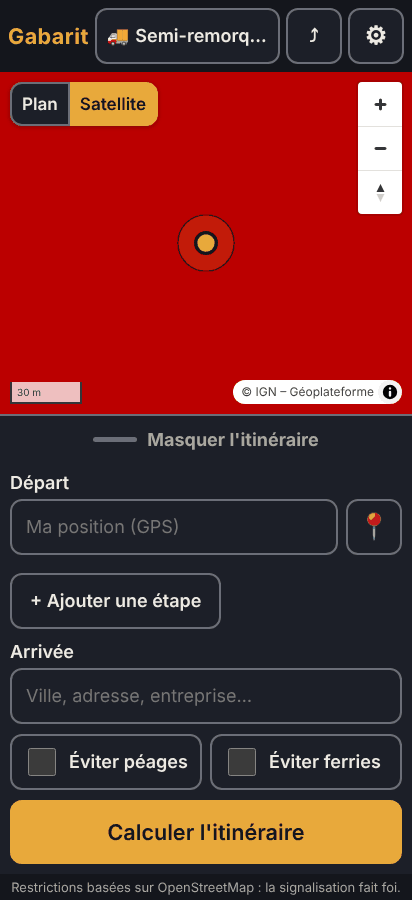 Gabarit
🚚 Semi-remorq...
Plan
Satellite
30 m
© IGN – Géoplateforme
Masquer l'itinéraire
Départ
Ma position (GPS)
+ Ajouter une étape
Arrivée
Ville, adresse, entreprise...
Éviter péages
Éviter ferries
Calculer l'itinéraire
Restrictions basées sur OpenStreetMap : la signalisation fait foi.